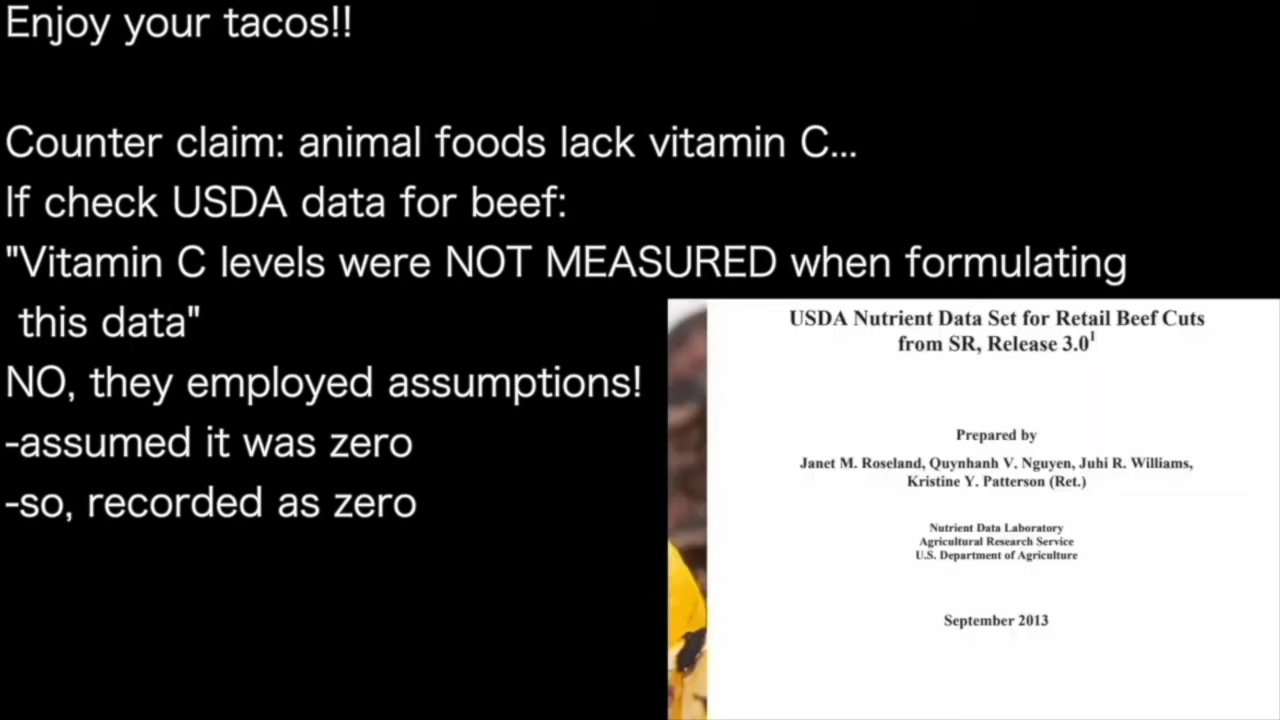 Enjoy your tacos!!
Counter claim: animal foods lack vitamin C...
If check USDA data for beef:
"Vitamin C levels were NOT MEASURED when formulating
this data"
NO, they employed assumptions!
-assumed it was zero
-so, recorded as zero
USDA Nutrient Data Set for Retail Beef Cuts
from SR, Release 3.0¹
Prepared by
Janet M. Roseland, Quynhanh V. Nguyen, Juhi R. Williams,
Kristine Y. Patterson (Ret.)
Nutrient Data Laboratory
Agricultural Research Service
U.S. Department of Agriculture
September 2013